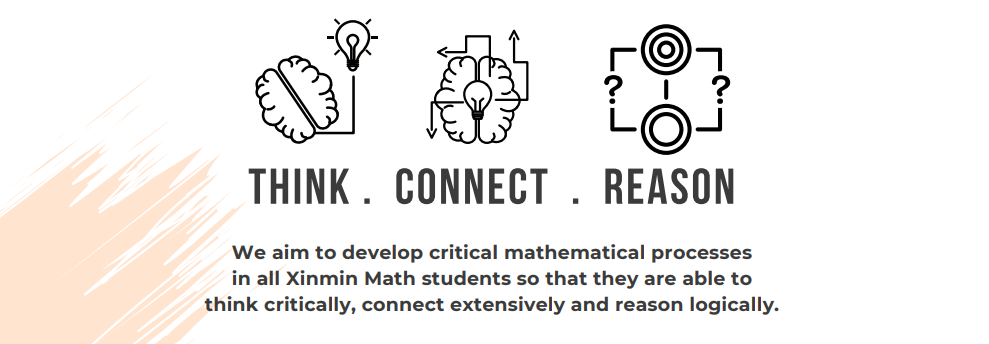 ? ?
THINK . CONNECT . REASON
We aim to develop critical mathematical processes
in all Xinmin Math students so that they are able to
think critically, connect extensively and reason logically.